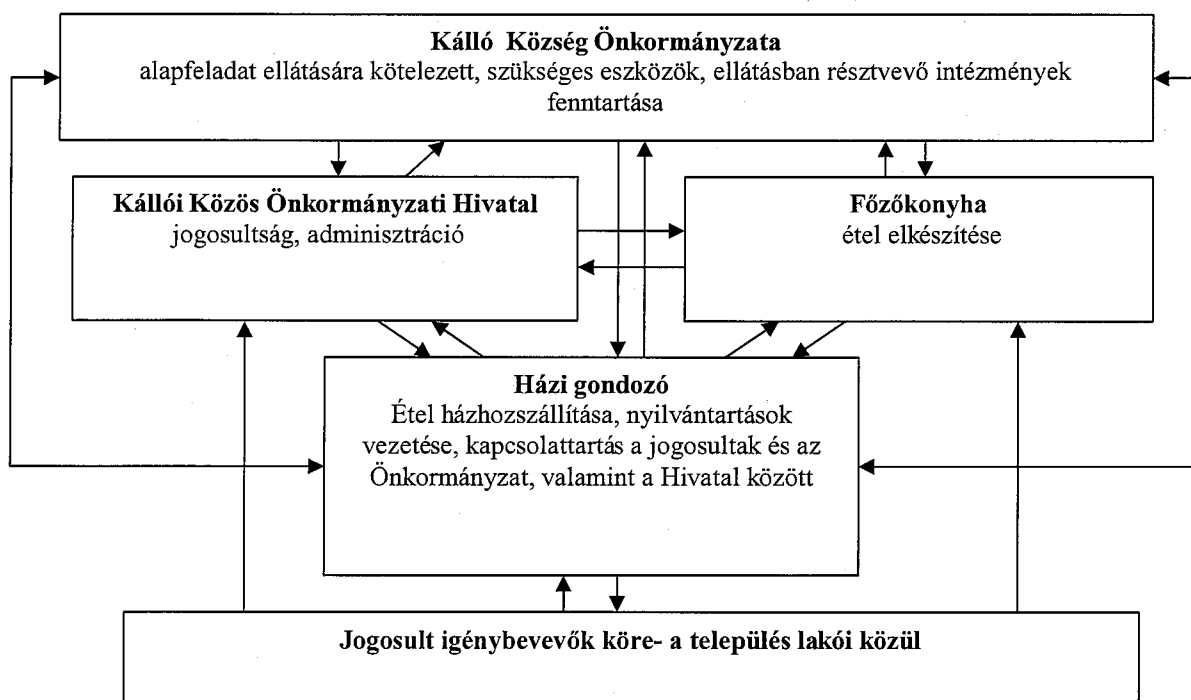 Kálló Község Önkormányzata
alapfeladat ellátására kötelezett, szükséges eszközök, ellátásban résztvevő intézmények
fenntartása
Kállói Közös Önkormányzati Hivatal
jogosultság, adminisztráció
Főzőkonyha
étel elkészítése
Házi gondozó
Étel házhozszállítása, nyilvántartások
vezetése, kapcsolattartás a jogosultak és az
Önkormányzat, valamint a Hivatal között
Jogosult igénybevevők köre- a település lakói közül